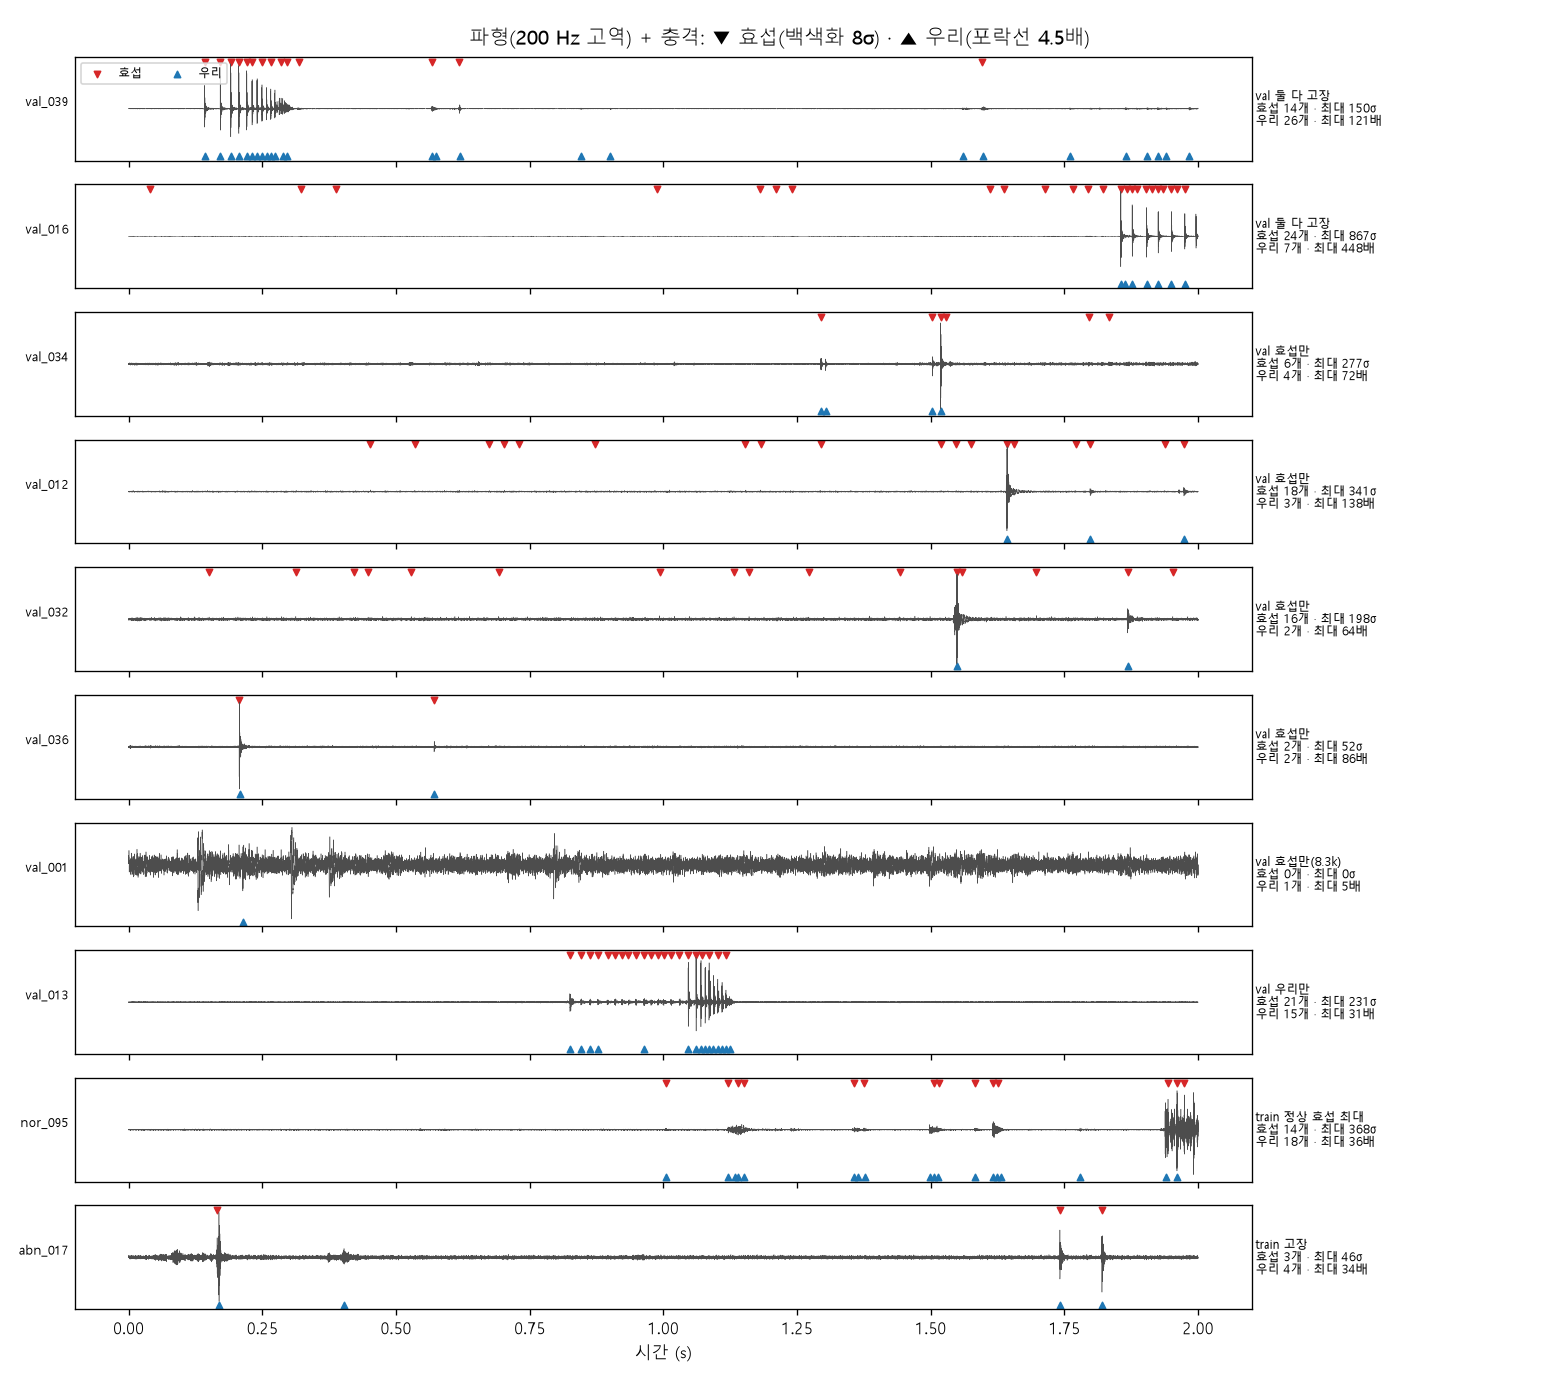 파형(200 Hz 고역) + 충격: ▼ 효섭(백색화 8σ) · ▲ 우리(포락선 4.5배)
▼ 효섭 ▲ 우리
val_039
val 둘 다 고장
효섭 14개 · 최대 150σ
우리 26개 · 최대 121배
val_016
val 둘 다 고장
효섭 24개 · 최대 867σ
우리 7개 · 최대 448배
val_034
val 효섭만
효섭 6개 · 최대 277σ
우리 4개 · 최대 72배
val_012
val 효섭만
효섭 18개 · 최대 341σ
우리 3개 · 최대 138배
val_032
val 효섭만
효섭 16개 · 최대 198σ
우리 2개 · 최대 64배
val_036
val 효섭만
효섭 2개 · 최대 52σ
우리 2개 · 최대 86배
val_001
val 효섭만(8.3k)
효섭 0개 · 최대 0σ
우리 1개 · 최대 5배
val_013
val 우리만
효섭 21개 · 최대 231σ
우리 15개 · 최대 31배
nor_095
train 정상 효섭 최대
효섭 14개 · 최대 368σ
우리 18개 · 최대 36배
abn_017
train 고장
효섭 3개 · 최대 46σ
우리 4개 · 최대 34배
0.00 0.25 0.50 0.75 1.00 1.25 1.50 1.75 2.00
시간 (s)